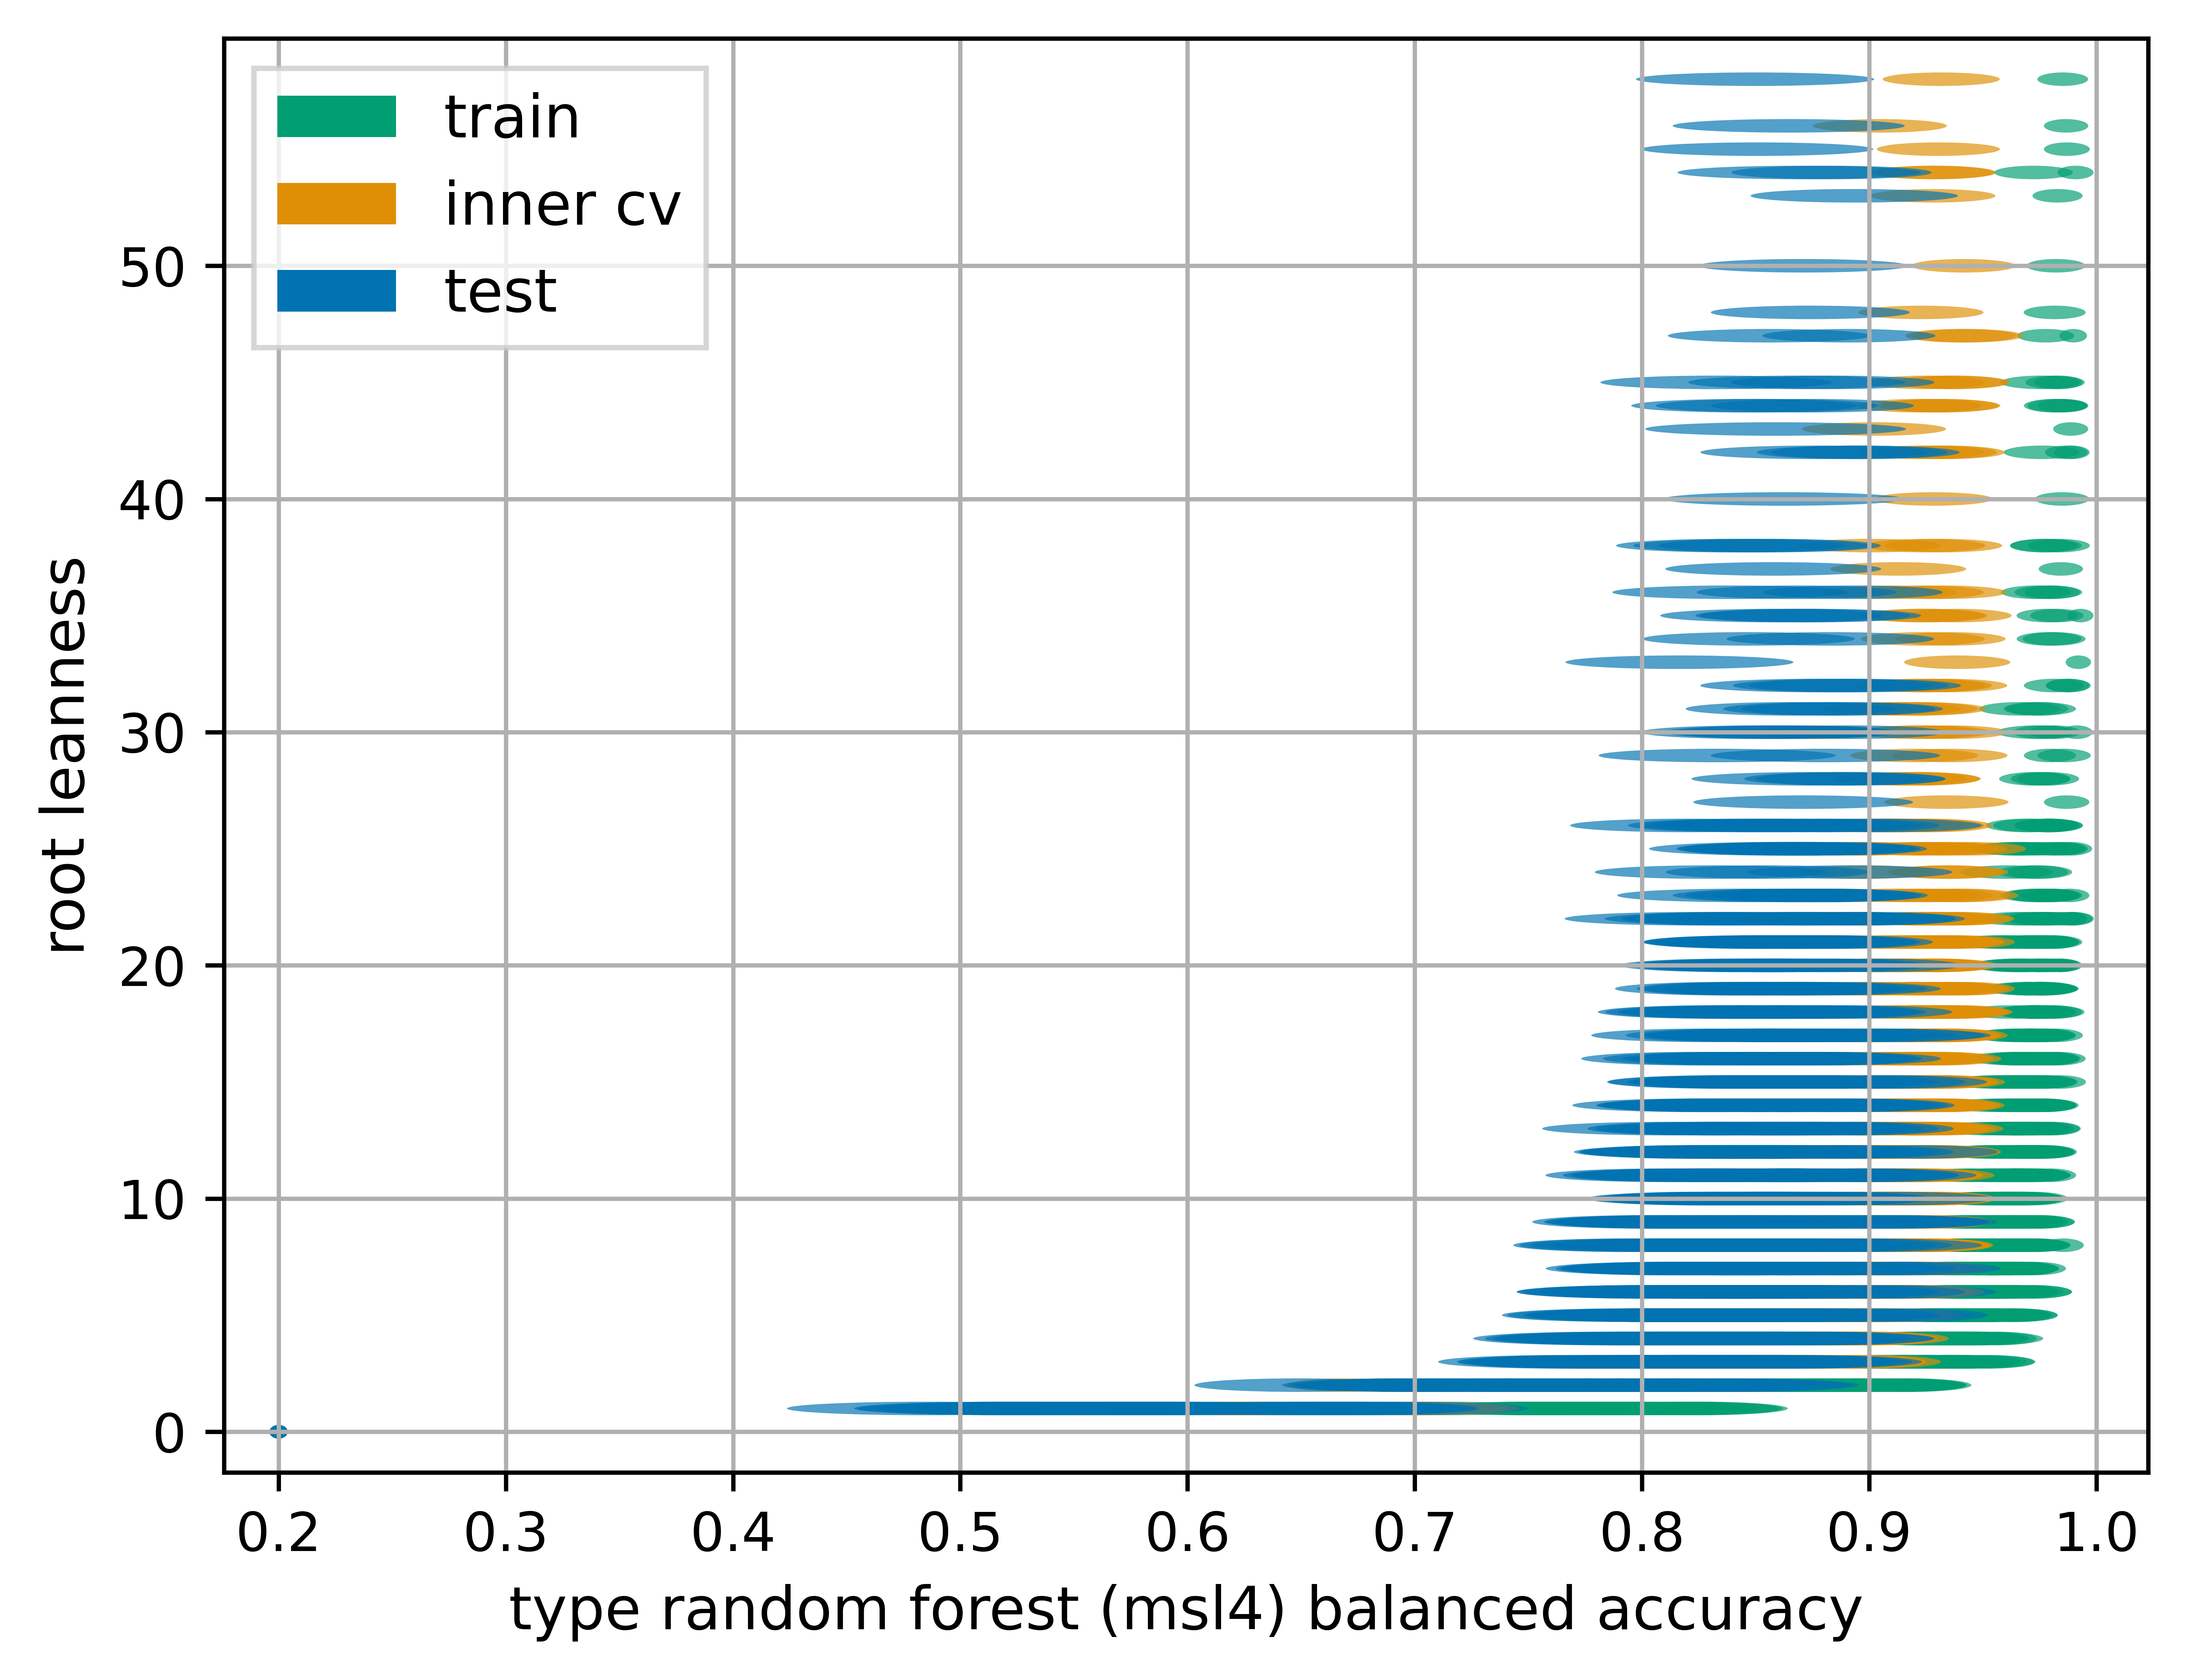 train
inner cv
test
50
40
30
20
10
0
root leanness
0.2 0.3 0.4 0.5 0.6 0.7 0.8 0.9 1.0
type random forest (msl4) balanced accuracy